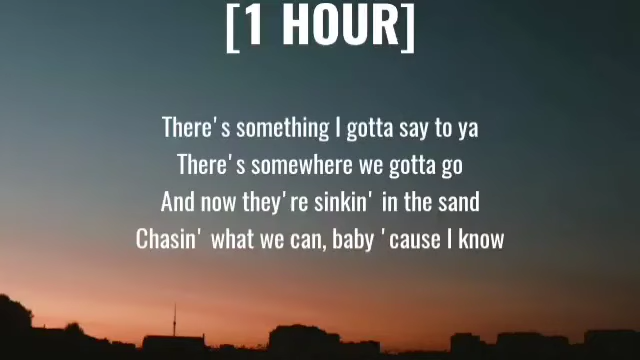 [1 HOUR]
There's something I gotta say to ya
There's somewhere we gotta go
And now they're sinkin' in the sand
Chasin' what we can, baby 'cause I know